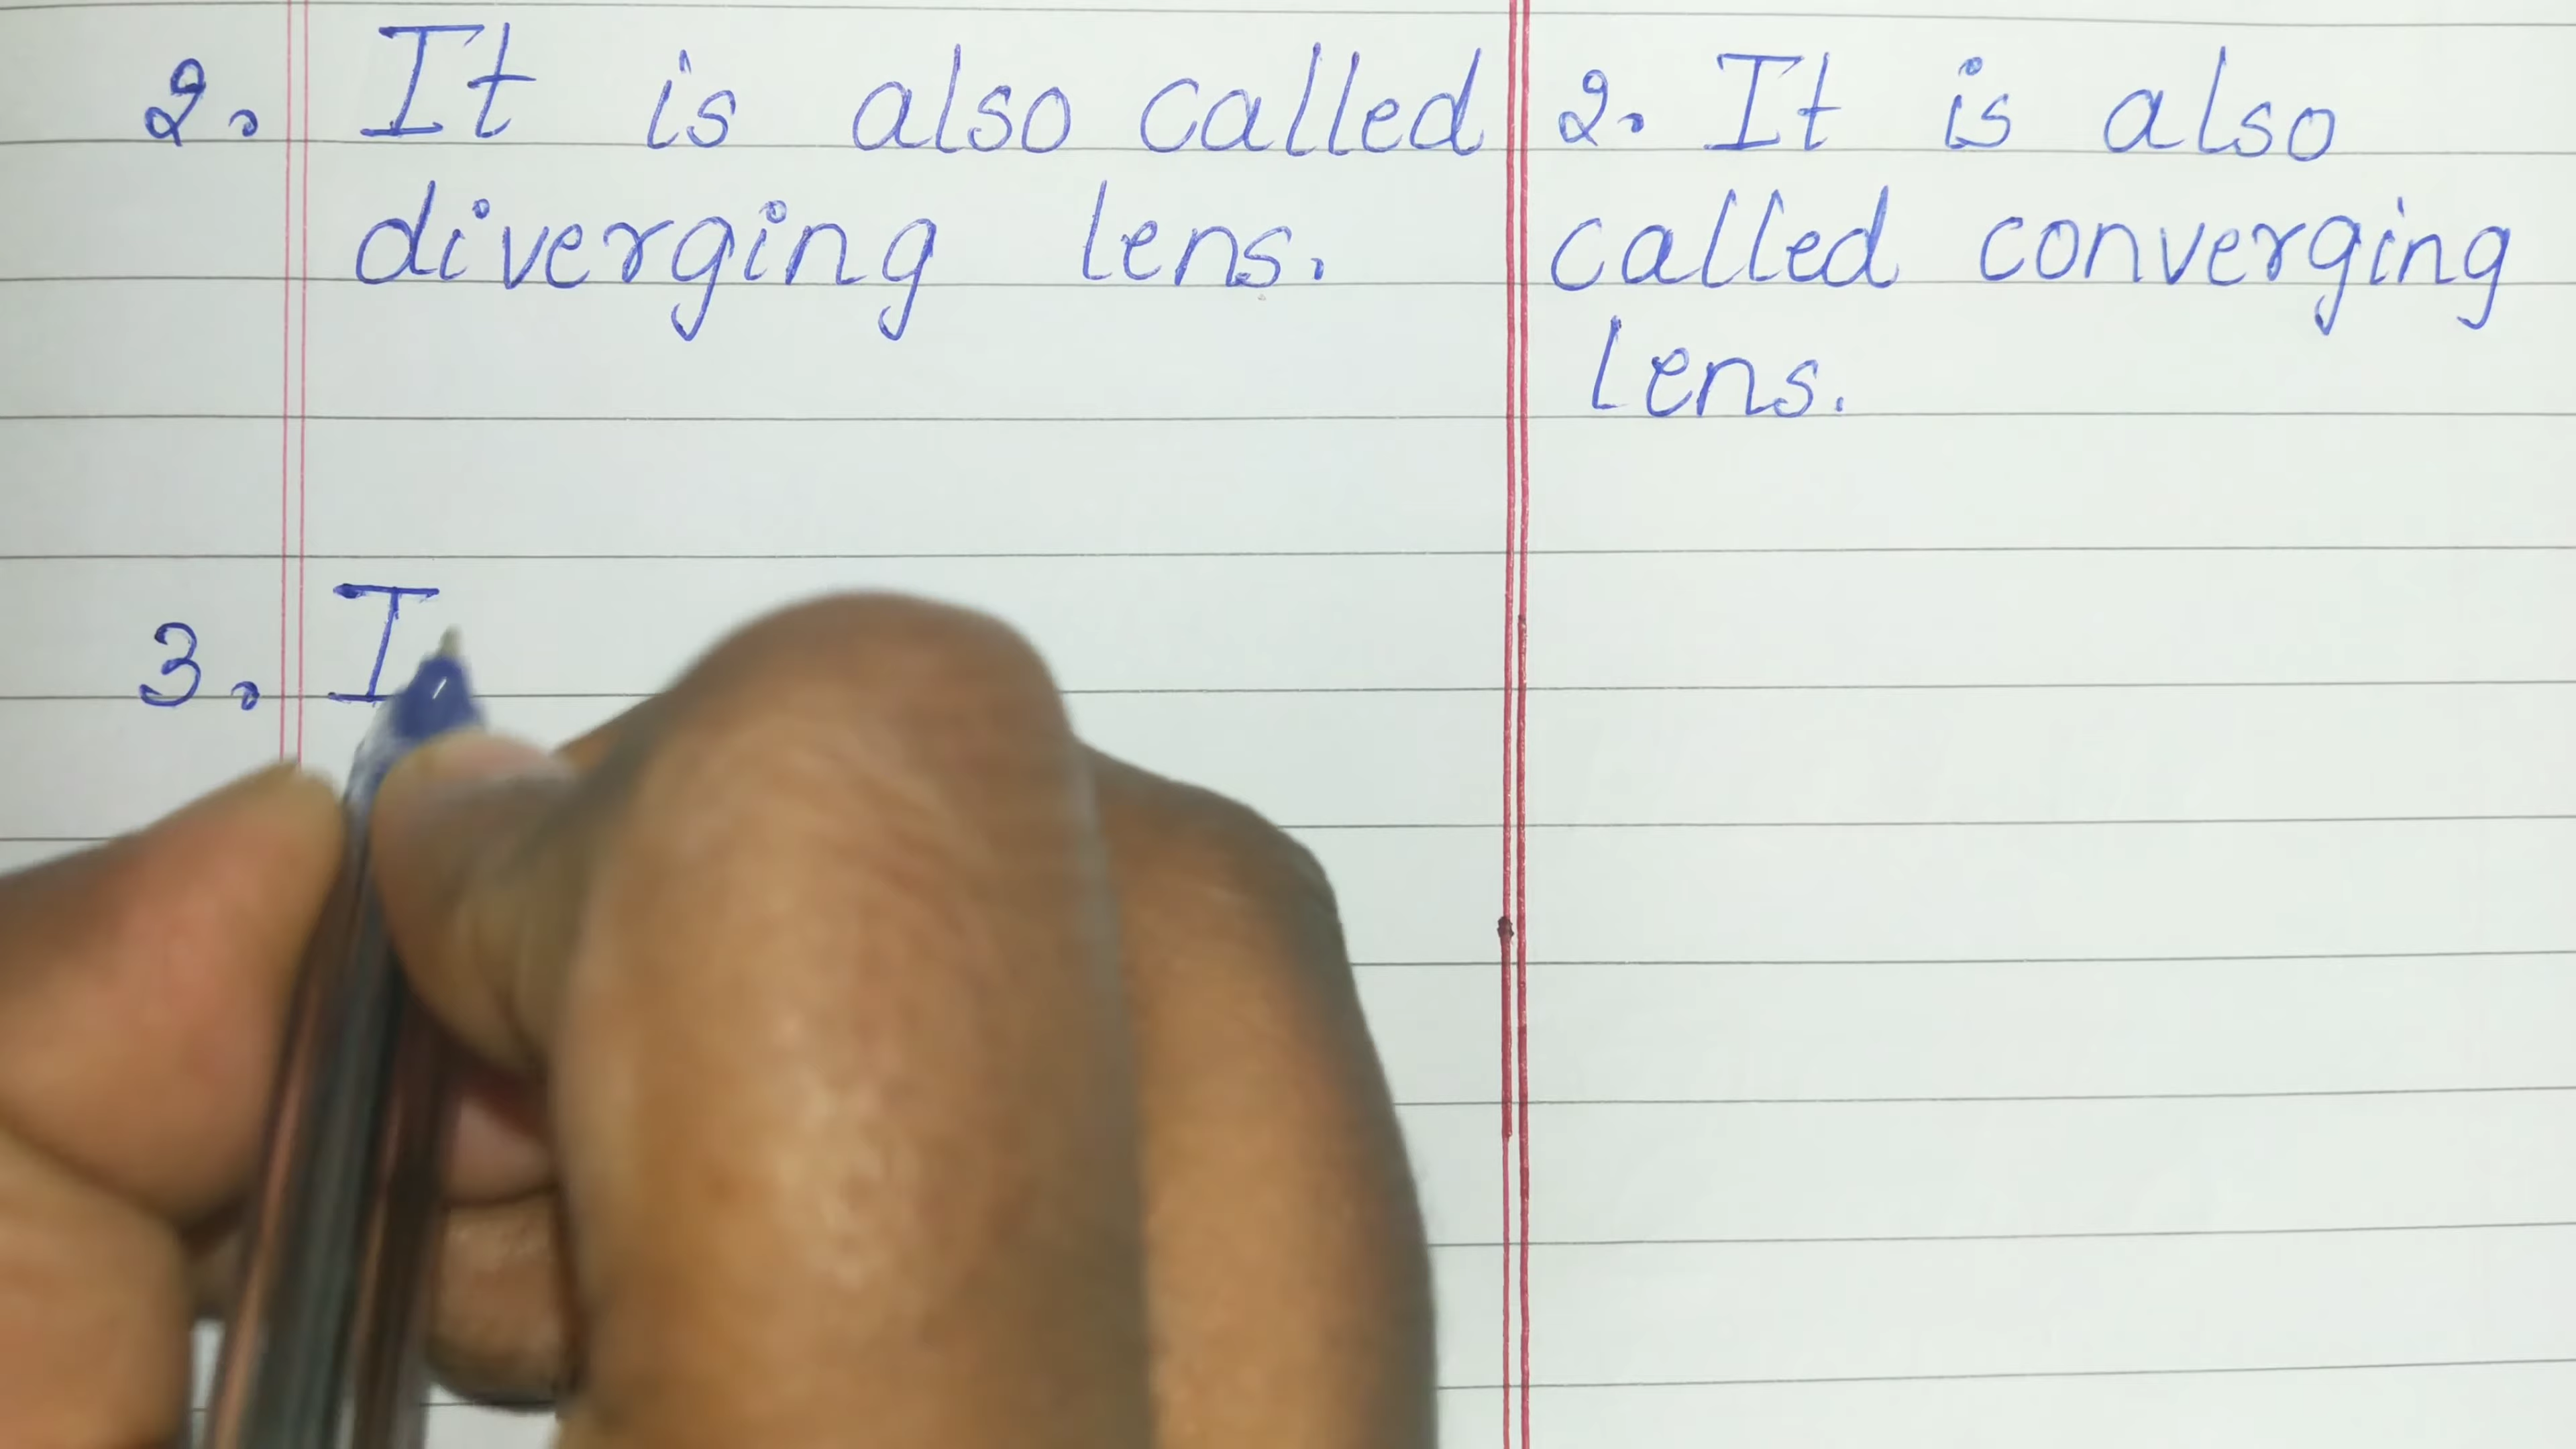 2. It is also called
diverging lens.
2. It is also
called converging
lens.
3. I